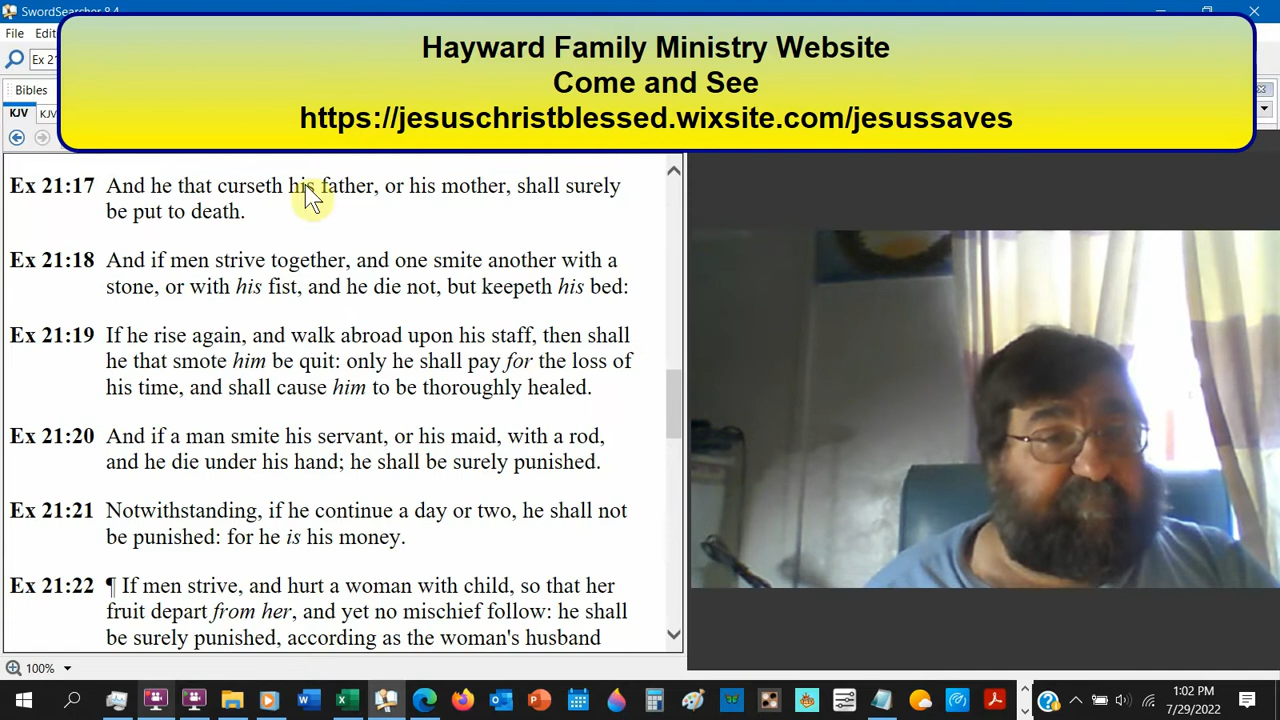 SwordSearcher 8.4
File Edit
Hayward Family Ministry Website
Come and See
https://jesuschristblessed.wixsite.com/jesussaves
Ex 21
Bibles
KJV KJV
Ex 21:17 And he that curseth his father, or his mother, shall surely
be put to death.
Ex 21:18 And if men strive together, and one smite another with a
stone, or with his fist, and he die not, but keepeth his bed:
Ex 21:19 If he rise again, and walk abroad upon his staff, then shall
he that smote him be quit: only he shall pay for the loss of
his time, and shall cause him to be thoroughly healed.
Ex 21:20 And if a man smite his servant, or his maid, with a rod,
and he die under his hand; he shall be surely punished.
Ex 21:21 Notwithstanding, if he continue a day or two, he shall not
be punished: for he is his money.
Ex 21:22 ¶ If men strive, and hurt a woman with child, so that her
fruit depart from her, and yet no mischief follow: he shall
be surely punished, according as the woman's husband
100%
1:02 PM
7/29/2022